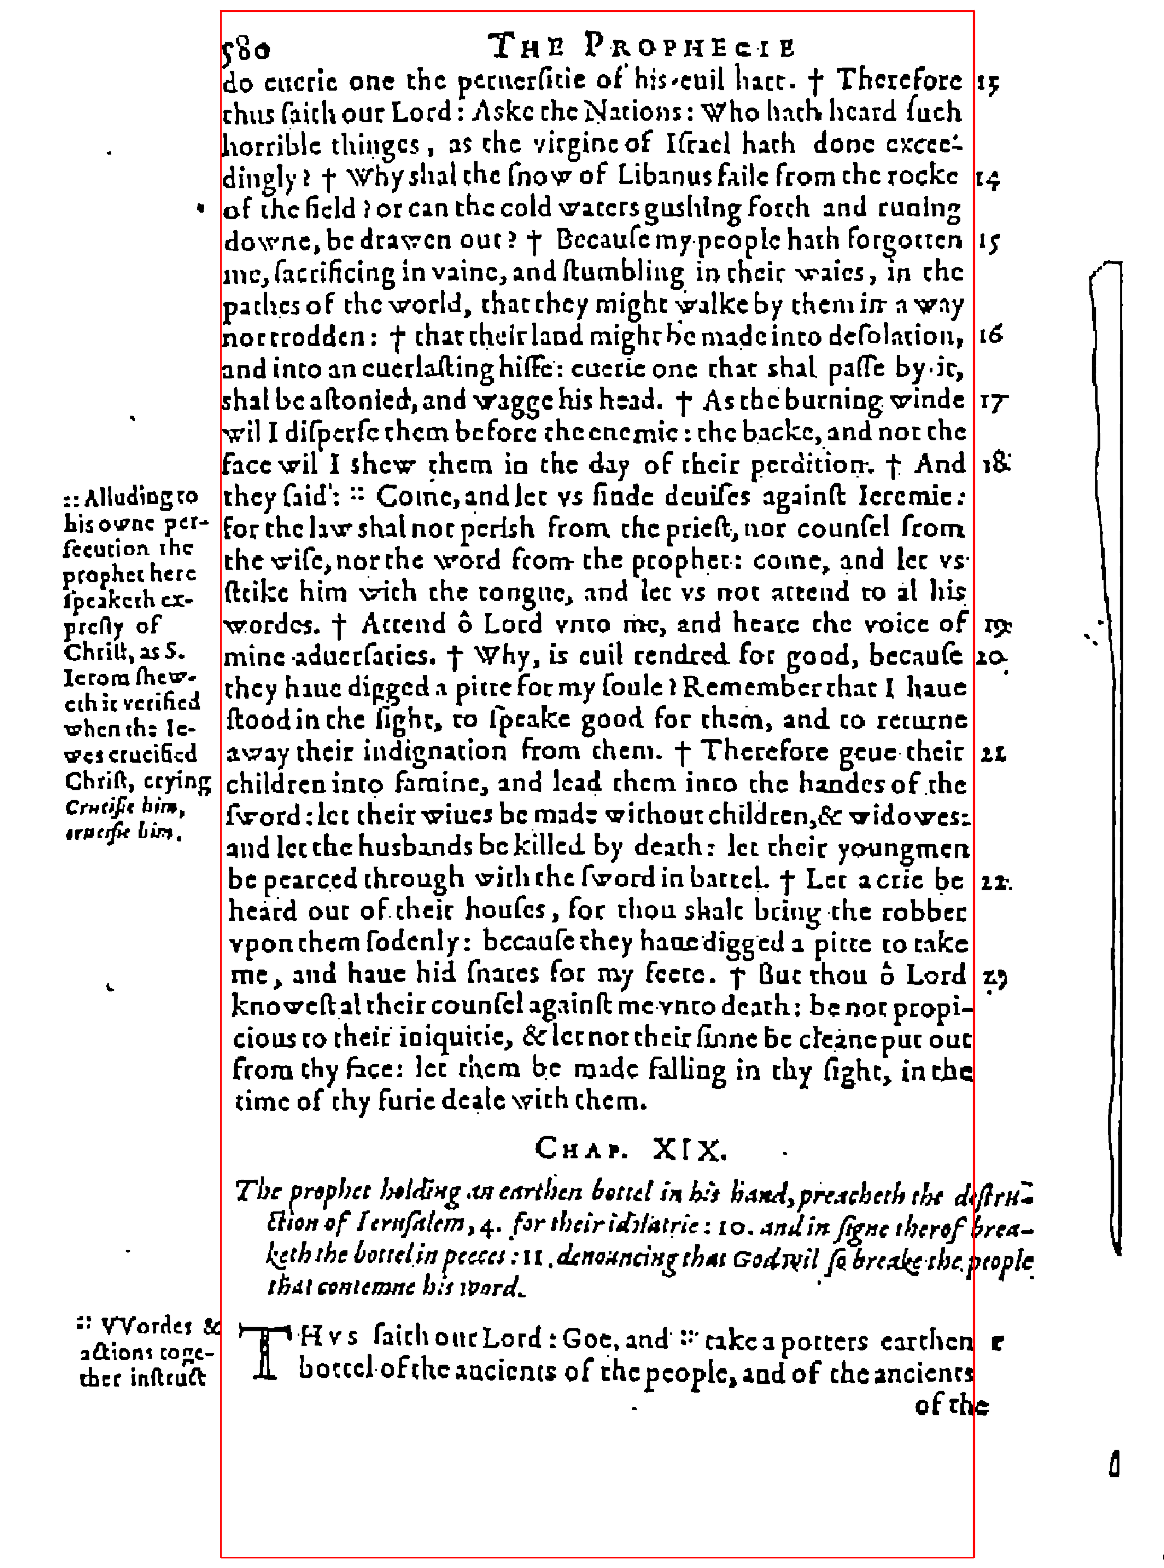 580 THE PROPHECIE
do euerie one the peruersitie of his euil hart. † Therefore 15
thus saith our Lord: Aske the Nations: Who hath heard such
horrible thinges, as the virgine of Israel hath done excee-
dingly? † Why shal the snow of Libanus faile from the rocke 14
of the field? or can the cold waters gushing forth and runing
downe, be drawen out? † Because my people hath forgotten 15
me, sacrificing in vaine, and stumbling in their waies, in the
pathes of the world, that they might walke by them in a way
not trodden: † that their land might be made into desolation, 16
and into an euerlasting hisse: euerie one that shal passe by it,
shal be astonied, and wagge his head. † As the burning winde 17
wil I disperse them before the enemie: the backe, and not the
face wil I shew them in the day of their perdition. † And 18
they said: :: Come, and let vs finde deuises against Ieremie:
for the law shal not perish from the priest, nor counsel from
the wise, nor the word from the prophet: come, and let vs
strike him with the tongue, and let vs not attend to al his
wordes. † Attend ô Lord vnto me, and heare the voice of 19
mine aduersaries. † Why, is euil rendred for good, because 20
they haue digged a pitte for my soule? Remember that I haue
stood in the sight, to speake good for them, and to returne
away their indignation from them. † Therefore geue their 21
children into famine, and lead them into the handes of the
sword: let their wiues be made without children, & widowes:
and let the husbands be killed by death: let their youngmen
be pearced through with the sword in battel. † Let a crie be 22
heard out of their houses, for thou shalt bring the robber
vpon them sodenly: because they haue digged a pitte to take
me, and haue hid snares for my feete. † But thou ô Lord 23
knowest al their counsel against me vnto death: be not propi-
cious to their iniquitie, & let not their sinne be cleane put out
from thy face: let them be made falling in thy sight, in the
time of thy furie deale with them.
:: Alluding to
his owne per-
secution the
prophet here
speaketh ex-
presly of
Christ, as S.
Ierom shew-
eth it verified
when the Ie-
wes crucified
Christ, crying
Crucifie him,
crucifie him.
CHAP. XIX.
The prophet holding an earthen bottel in his hand, preacheth the destru-
ction of Ierusalem, 4. for their idolatrie: 10. and in signe therof brea-
keth the bottel in peeces: 11. denouncing that God wil so breake the people
that contemne his word.
:: VVordes &
actions toge-
ther instruct
THVS saith our Lord: Goe, and :: take a potters earthen 1
bottel of the ancients of the people, and of the ancients
of the